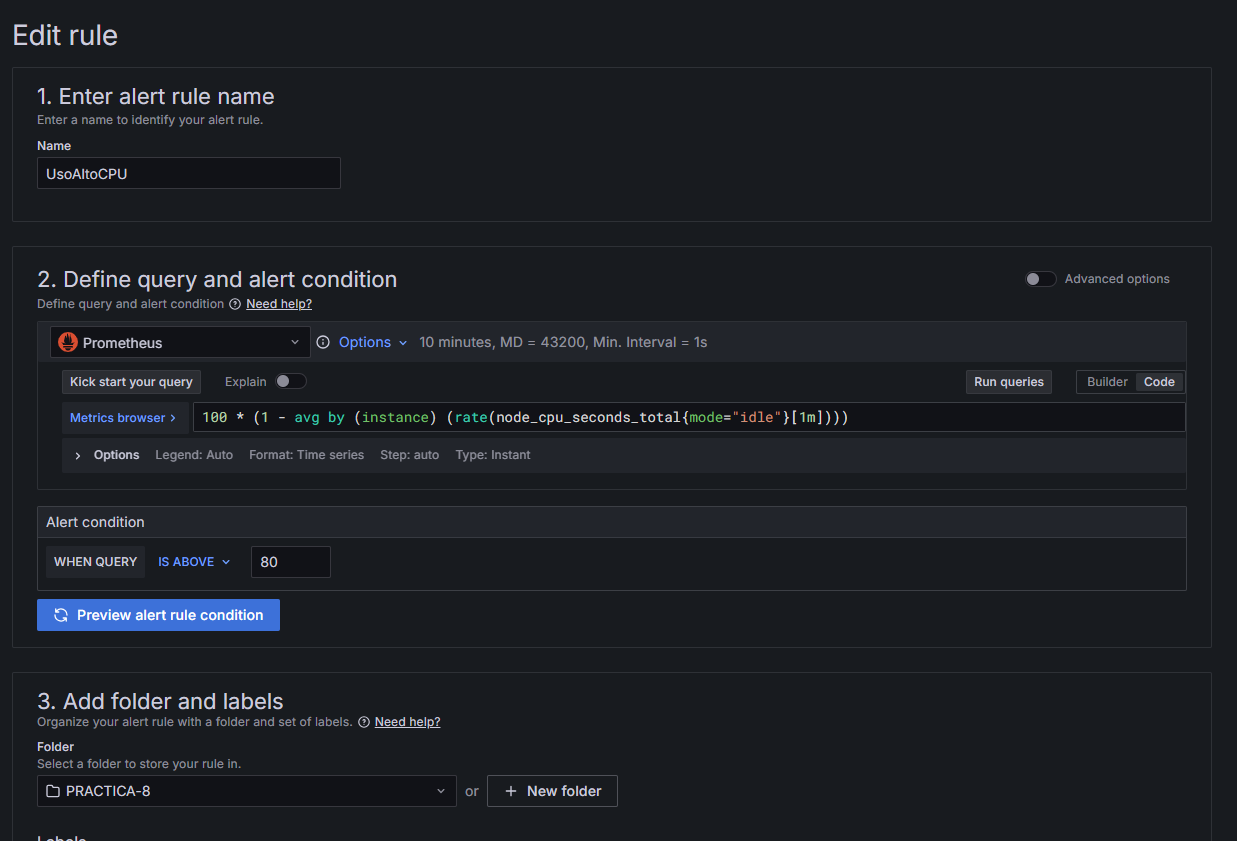 Edit rule
1. Enter alert rule name
Enter a name to identify your alert rule.
Name
UsoAltoCPU
2. Define query and alert condition
Advanced options
Define query and alert condition Need help?
Prometheus Options 10 minutes, MD = 43200, Min. Interval = 1s
Kick start your query Explain Run queries Builder Code
Metrics browser > 100 * (1 - avg by (instance) (rate(node_cpu_seconds_total{mode="idle"}[1m])))
> Options Legend: Auto Format: Time series Step: auto Type: Instant
Alert condition
WHEN QUERY IS ABOVE 80
Preview alert rule condition
3. Add folder and labels
Organize your alert rule with a folder and set of labels. Need help?
Folder
Select a folder to store your rule in.
PRACTICA-8 or + New folder
Labels